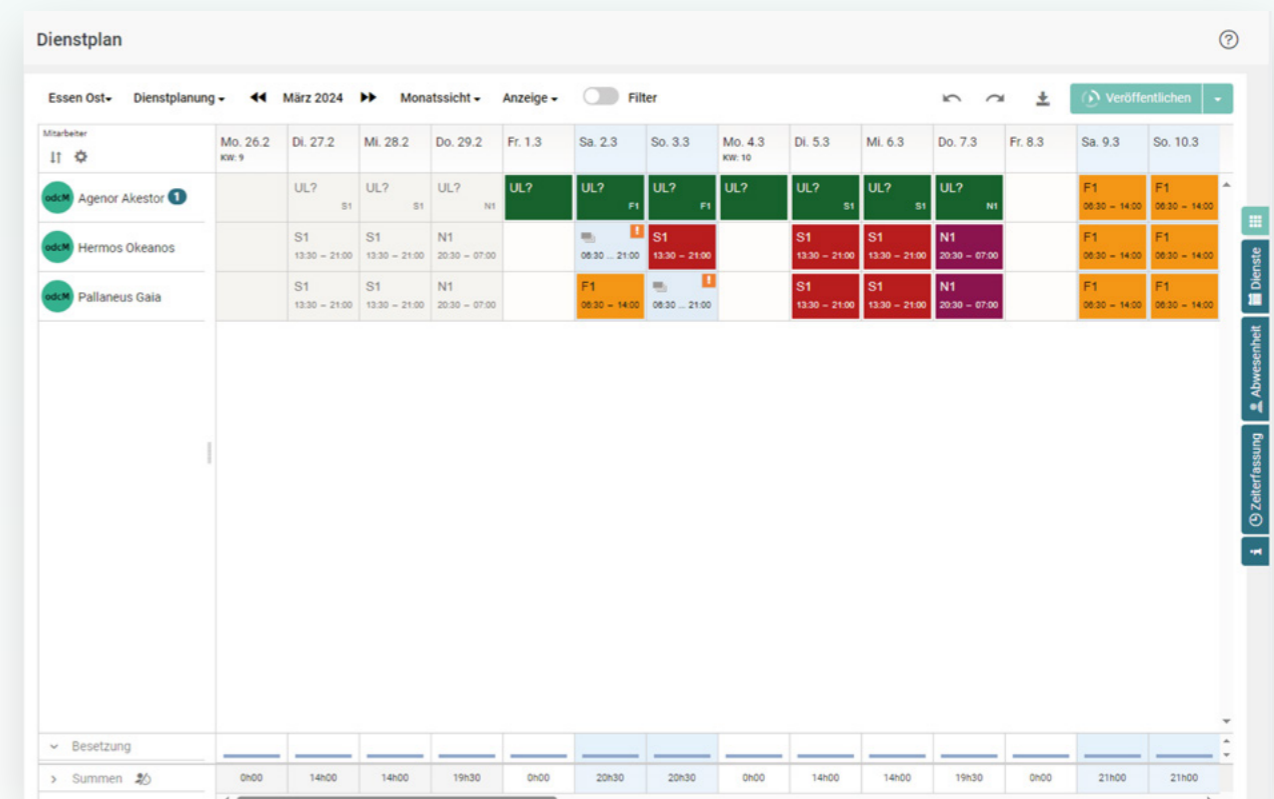 Dienstplan
Essen Ost Dienstplanung März 2024 Monatssicht Anzeige Filter Veröffentlichen
Mitarbeiter
Mo. 26.2 Di. 27.2 Mi. 28.2 Do. 29.2 Fr. 1.3 Sa. 2.3 So. 3.3 Mo. 4.3 Di. 5.3 Mi. 6.3 Do. 7.3 Fr. 8.3 Sa. 9.3 So. 10.3
KW: 9 KW: 10
UL? UL? UL? UL? UL? UL? UL? UL? UL? UL? F1 F1
odcM Agenor Akestor 1
S1 S1 N1 F1 F1 S1 S1 N1 06:30 – 14:00 06:30 – 14:00
S1 S1 N1 S1 S1 S1 N1 F1 F1
odcM Hermos Okeanos
13:30 – 21:00 13:30 – 21:00 20:30 – 07:00 06:30 ... 21:00 13:30 – 21:00 13:30 – 21:00 13:30 – 21:00 20:30 – 07:00 06:30 – 14:00 06:30 – 14:00
S1 S1 N1 F1 S1 S1 N1 F1 F1
odcM Pallaneus Gaia
13:30 – 21:00 13:30 – 21:00 20:30 – 07:00 06:30 – 14:00 06:30 ... 21:00 13:30 – 21:00 13:30 – 21:00 20:30 – 07:00 06:30 – 14:00 06:30 – 14:00
Dienste
Abwesenheit
Zeiterfassung
Besetzung
Summen 0h00 14h00 14h00 19h30 0h00 20h30 20h30 0h00 14h00 14h00 19h30 0h00 21h00 21h00